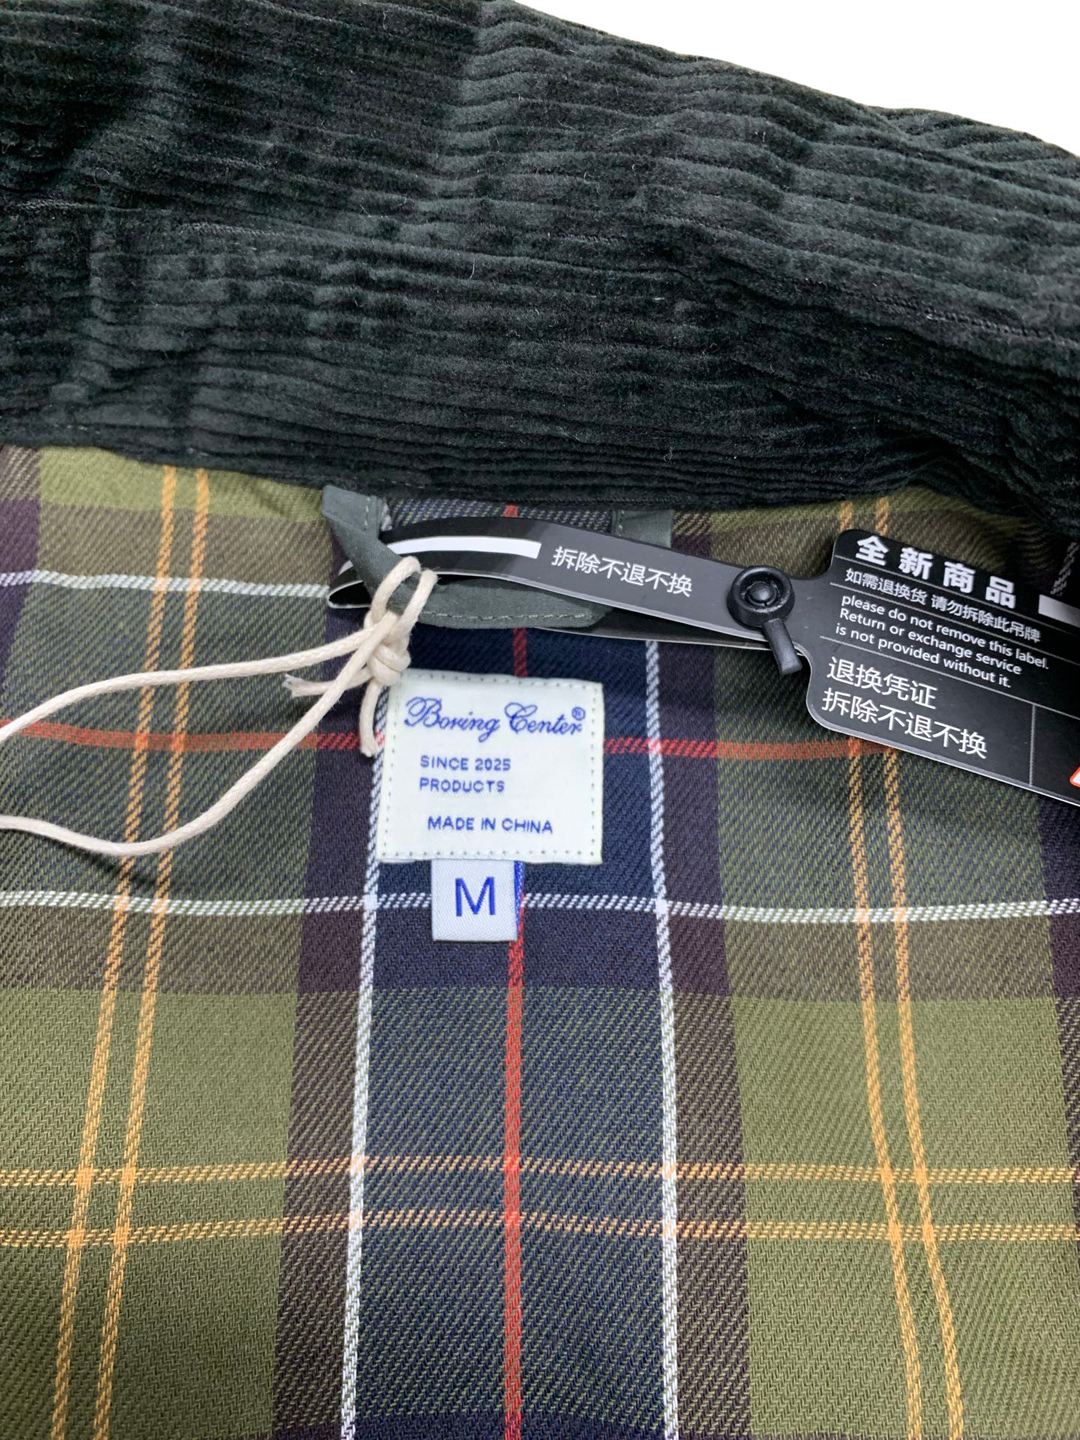 拆除不退不换
全新商品
如需退换货 请勿拆除此吊牌
please do not remove this label.
Return or exchange service
is not provided without it.
退换凭证
拆除不退不换
Boring Center®
SINCE 2025
PRODUCTS
MADE IN CHINA
M